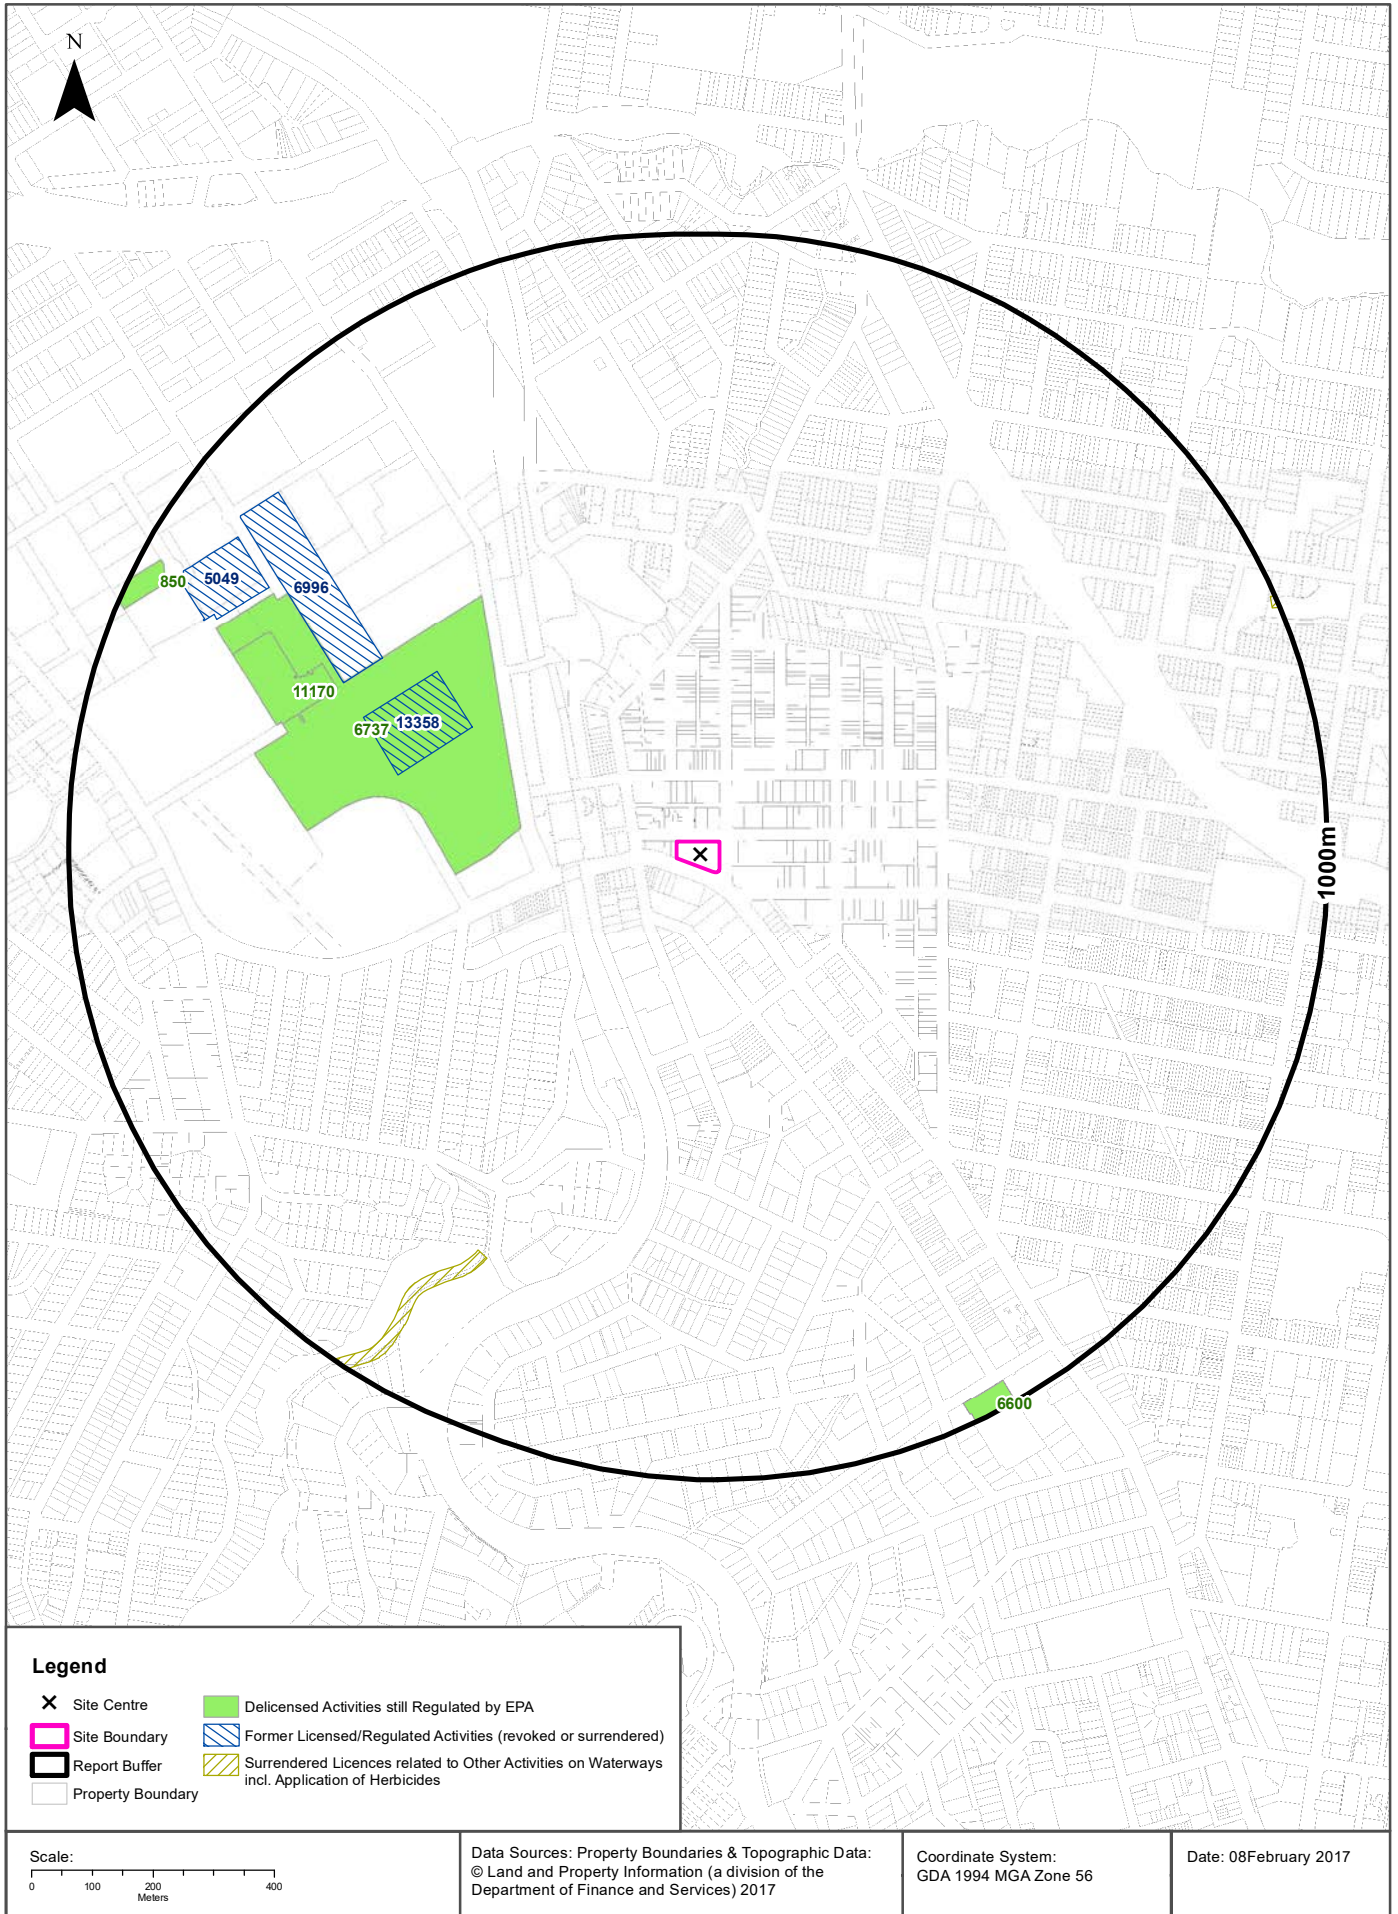 N
850
5049
6996
11170
6737
13358
1000m
6600
Legend
Site Centre
Site Boundary
Report Buffer
Property Boundary
Delicensed Activities still Regulated by EPA
Former Licensed/Regulated Activities (revoked or surrendered)
Surrendered Licences related to Other Activities on Waterways
incl. Application of Herbicides
Scale:
0 100 200 400
Meters
Data Sources: Property Boundaries & Topographic Data:
© Land and Property Information (a division of the
Department of Finance and Services) 2017
Coordinate System:
GDA 1994 MGA Zone 56
Date: 08February 2017